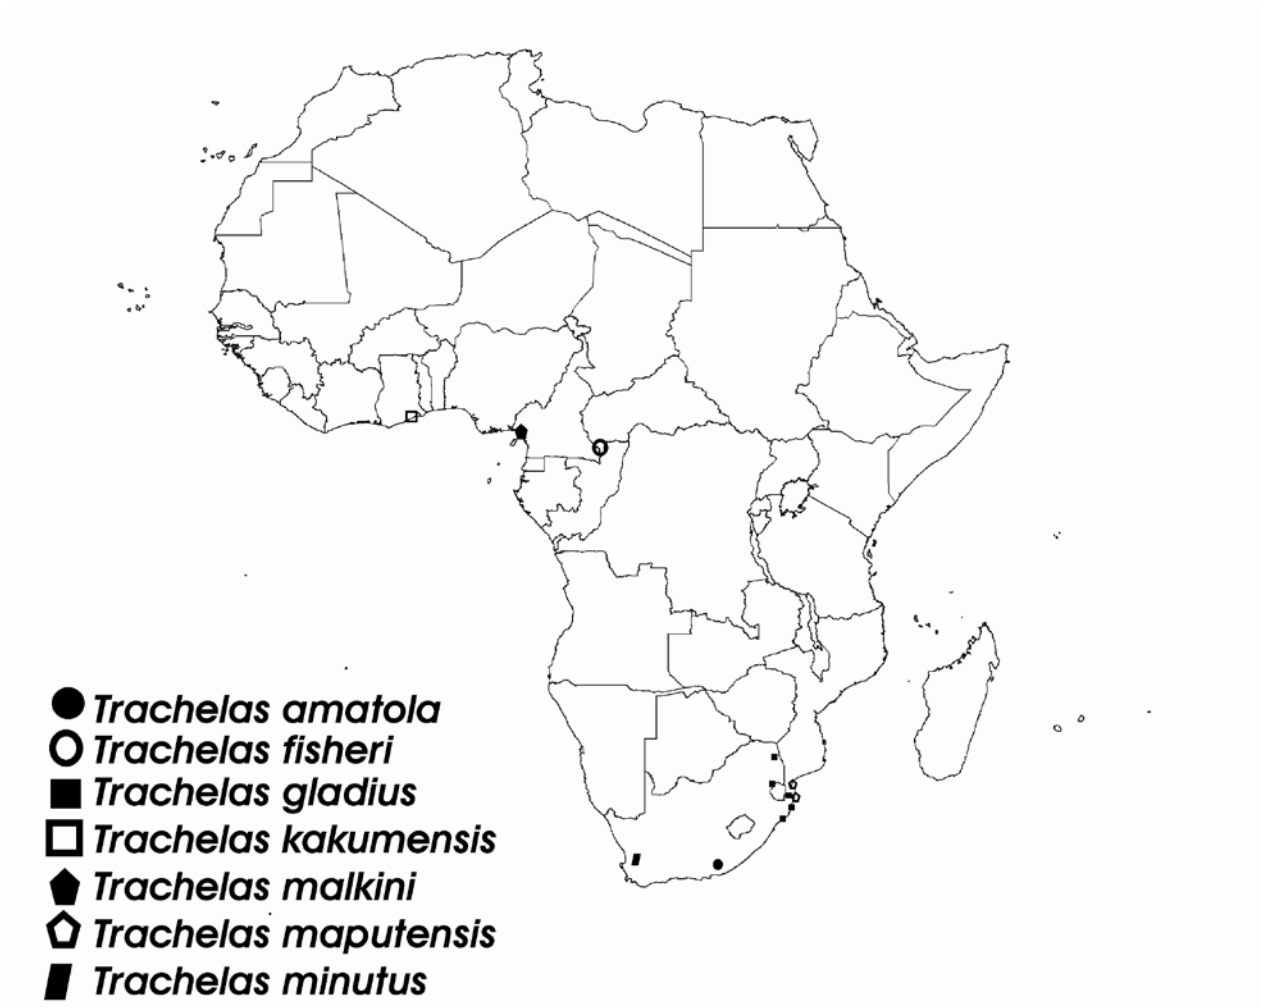 Trachelas amatola
Trachelas fisheri
Trachelas gladius
Trachelas kakumensis
Trachelas malkini
Trachelas maputensis
Trachelas minutus